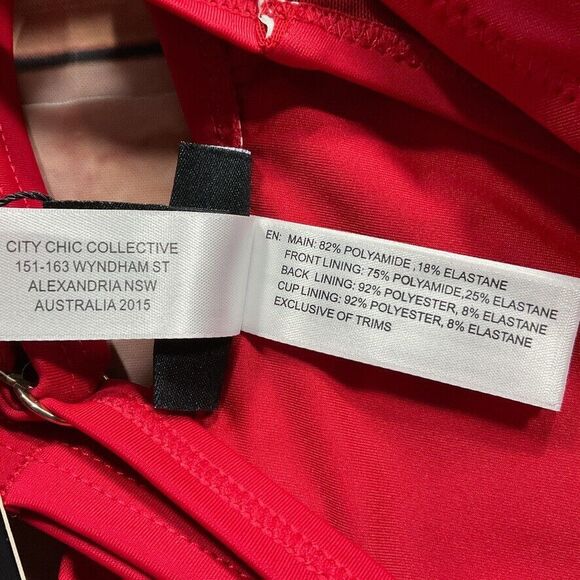 CITY CHIC COLLECTIVE
151-163 WYNDHAM ST
ALEXANDRIA NSW
AUSTRALIA 2015
EN: MAIN: 82% POLYAMIDE ,18% ELASTANE
FRONT LINING: 75% POLYAMIDE,25% ELASTANE
BACK LINING: 92% POLYESTER, 8% ELASTANE
CUP LINING: 92% POLYESTER, 8% ELASTANE
EXCLUSIVE OF TRIMS